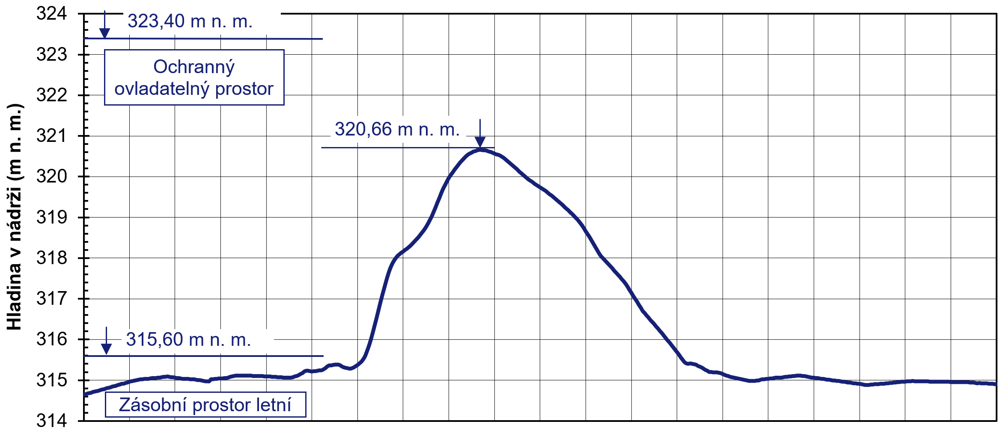 Hladina v nádrži (m n. m.)
324
323
322
321
320
319
318
317
316
315
314
323,40 m n. m.
Ochranný
ovladatelný prostor
320,66 m n. m.
315,60 m n. m.
Zásobní prostor letní